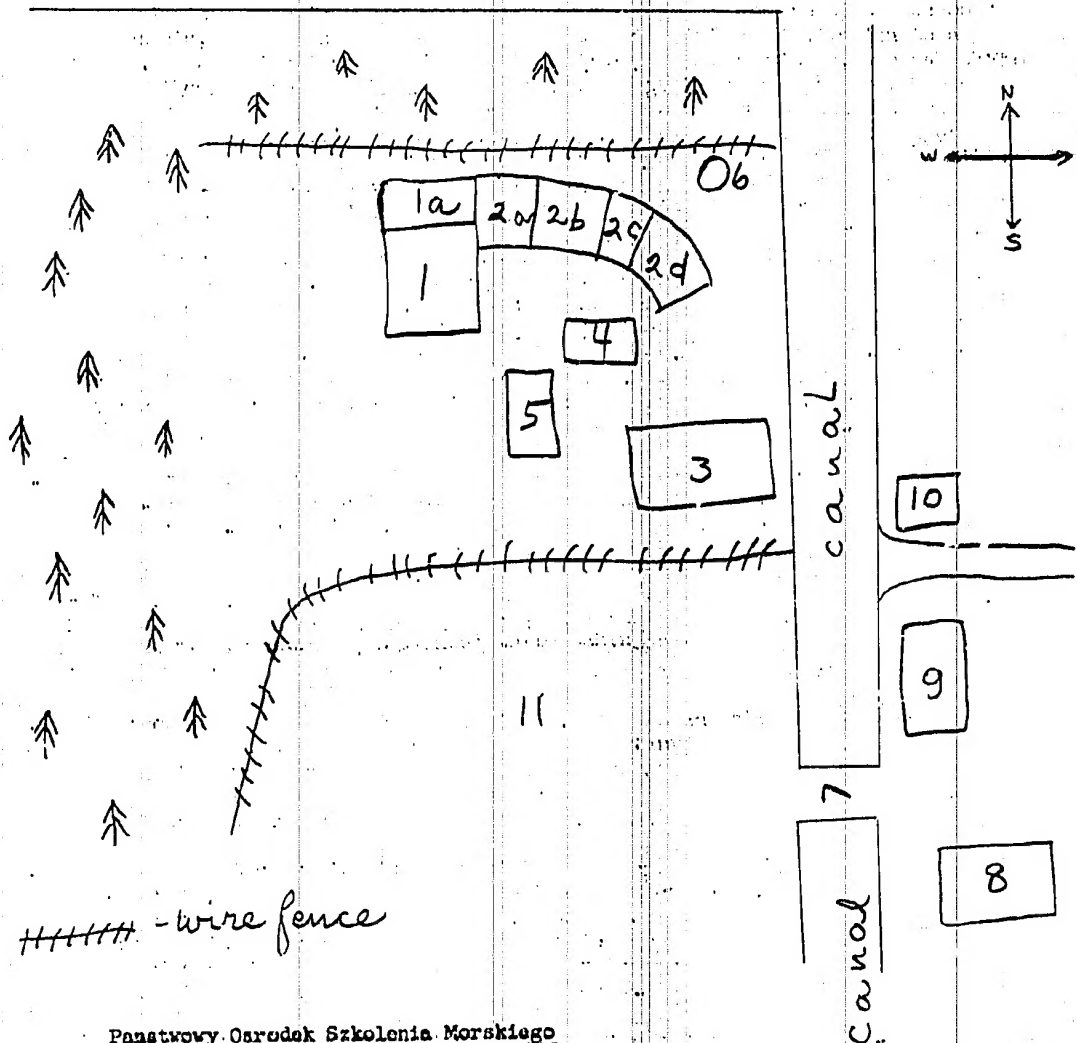 N
W
S
O6
1a
2a
2b
2c
2d
1
4
5
3
canal
10
9
11.
7
8
-wire fence
canal
Panstwowy Osrodek Szkolenia Morskiego